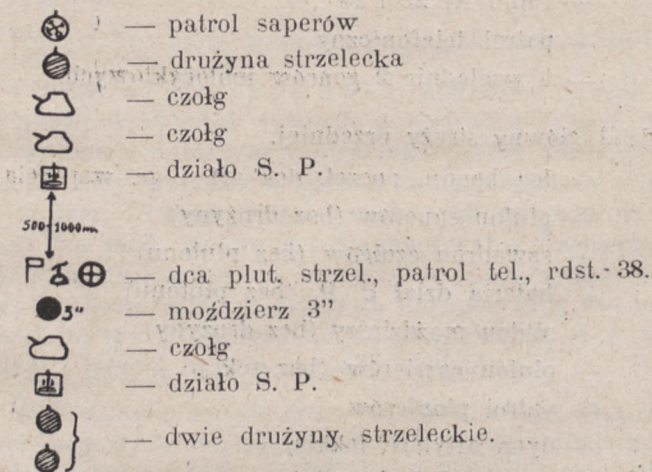 — patrol saperów
— drużyna strzelecka
— czołg
— czołg
— działo S. P.
500-1000m
— dca plut. strzel., patrol tel., rdst.-38.
3" — moździerz 3”
— czołg
— działo S. P.
— dwie drużyny strzeleckie.